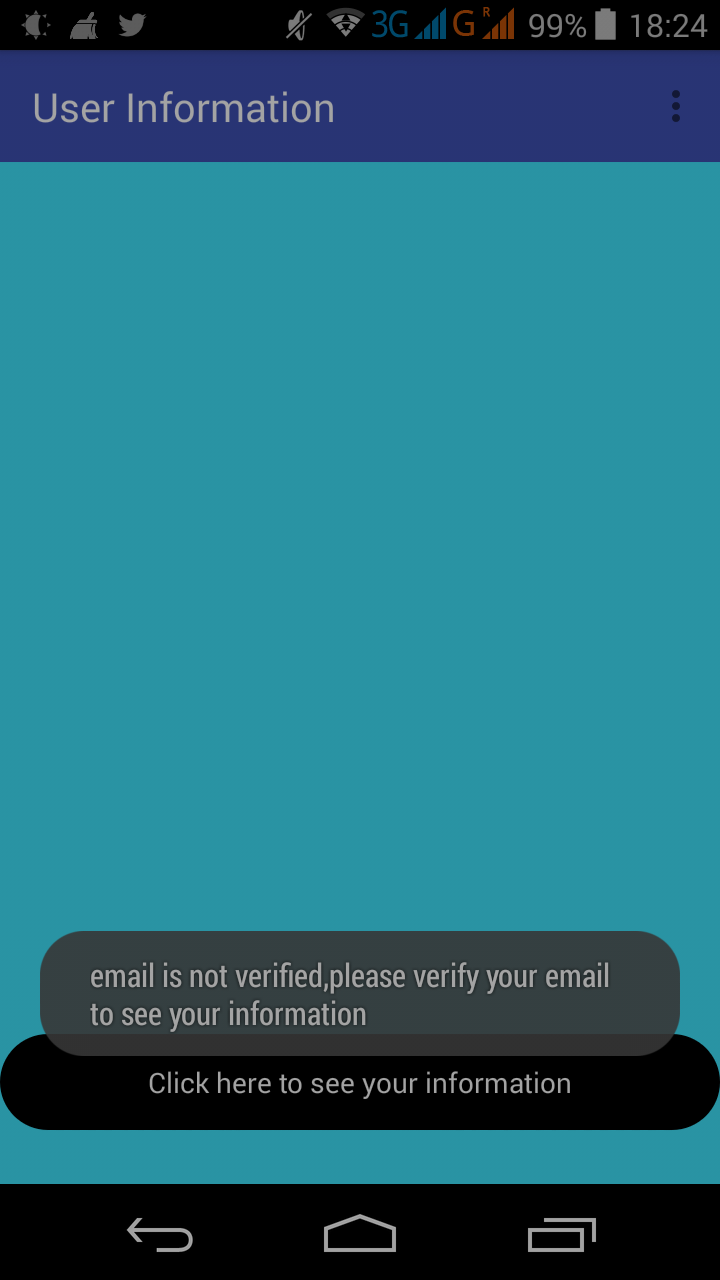 3G G R 99% 18:24
User Information
email is not verified,please verify your email
to see your information
Click here to see your information